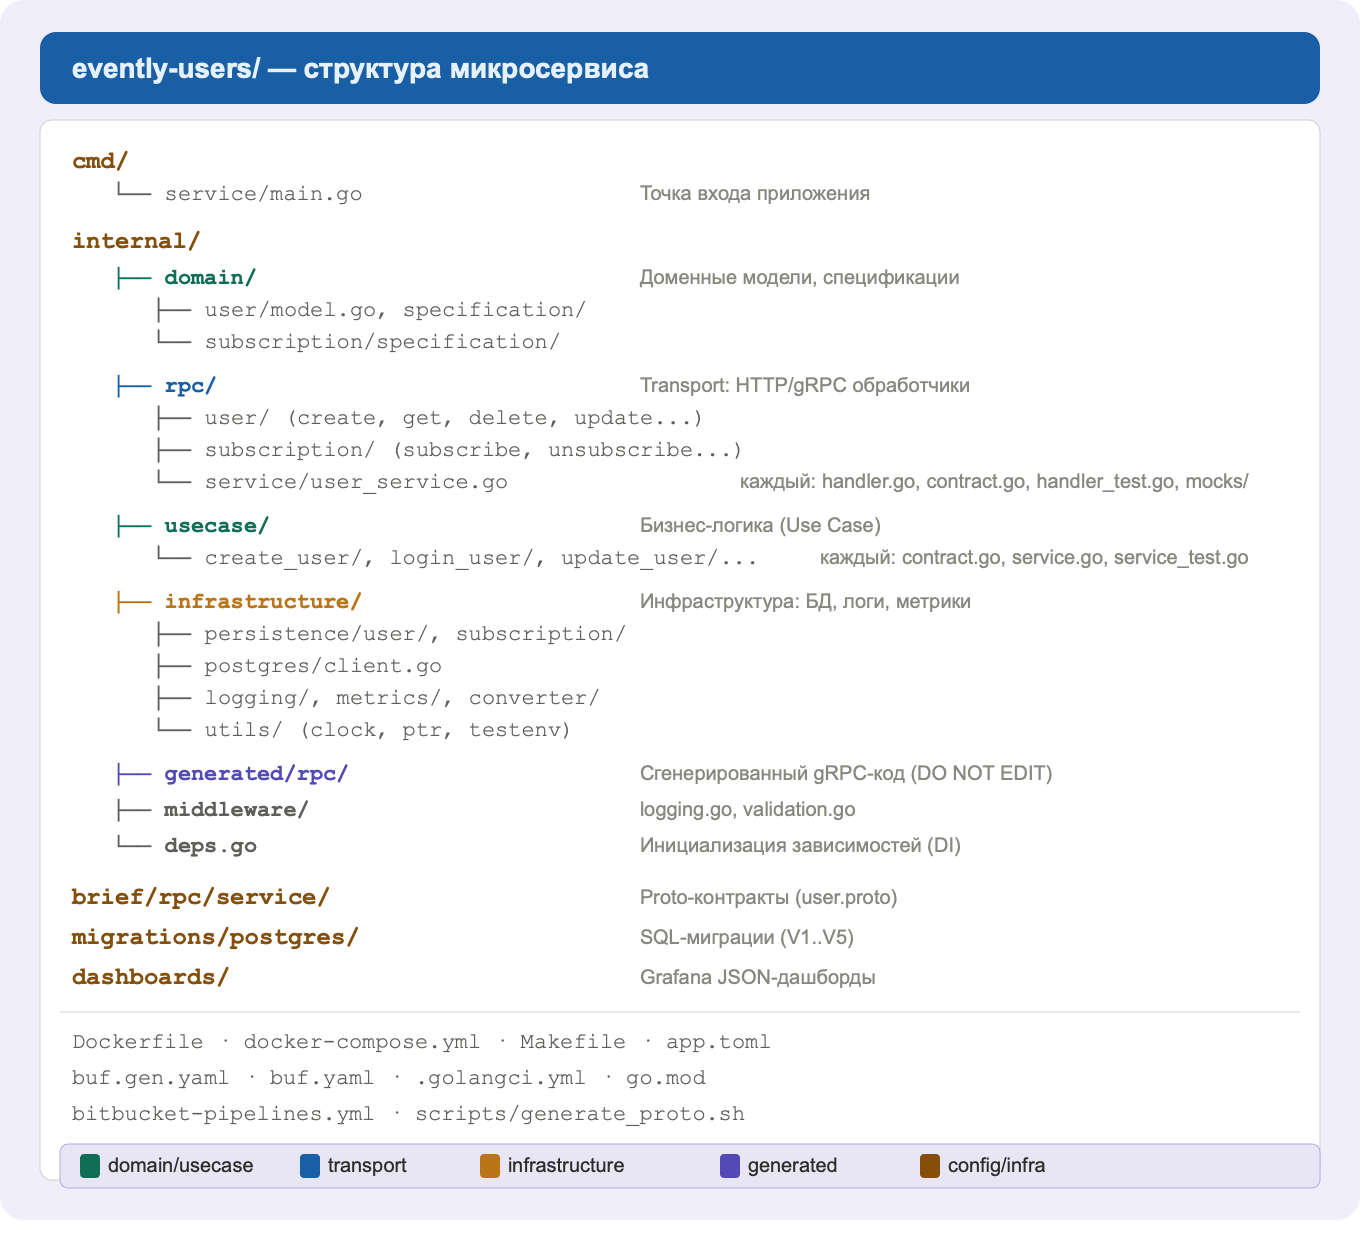 evently-users/ — структура микросервиса
cmd/
└── service/main.go Точка входа приложения
internal/
├── domain/ Доменные модели, спецификации
├── user/model.go, specification/
└── subscription/specification/
├── rpc/ Transport: HTTP/gRPC обработчики
├── user/ (create, get, delete, update...)
├── subscription/ (subscribe, unsubscribe...)
└── service/user_service.go каждый: handler.go, contract.go, handler_test.go, mocks/
├── usecase/ Бизнес-логика (Use Case)
└── create_user/, login_user/, update_user/... каждый: contract.go, service.go, service_test.go
├── infrastructure/ Инфраструктура: БД, логи, метрики
├── persistence/user/, subscription/
├── postgres/client.go
├── logging/, metrics/, converter/
└── utils/ (clock, ptr, testenv)
├── generated/rpc/ Сгенерированный gRPC-код (DO NOT EDIT)
├── middleware/ logging.go, validation.go
└── deps.go Инициализация зависимостей (DI)
brief/rpc/service/ Proto-контракты (user.proto)
migrations/postgres/ SQL-миграции (V1..V5)
dashboards/ Grafana JSON-дашборды
Dockerfile · docker-compose.yml · Makefile · app.toml
buf.gen.yaml · buf.yaml · .golangci.yml · go.mod
bitbucket-pipelines.yml · scripts/generate_proto.sh
domain/usecase transport infrastructure generated config/infra